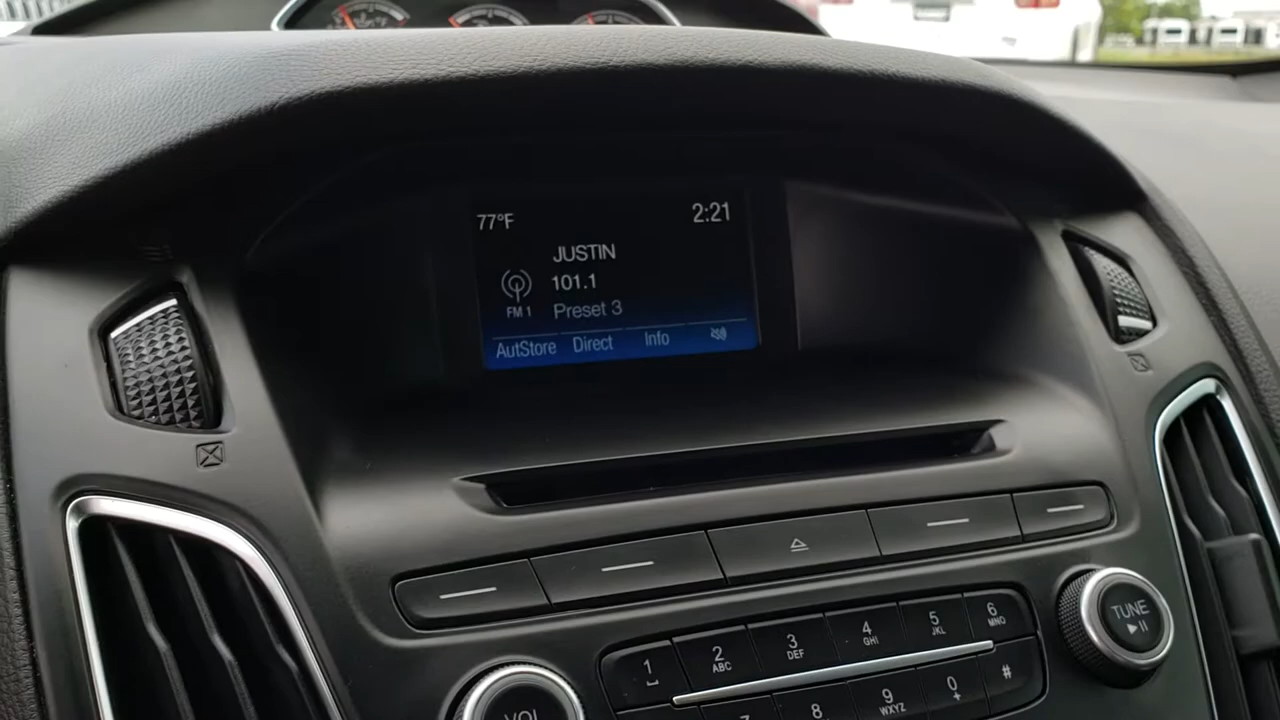 77°F 2:21
JUSTIN
101.1
FM 1 Preset 3
AutStore Direct Info
1 2 ABC 3 DEF 4 GHI 5 JKL 6 MNO
TUNE
8 9 WXYZ 0 + #
VOL